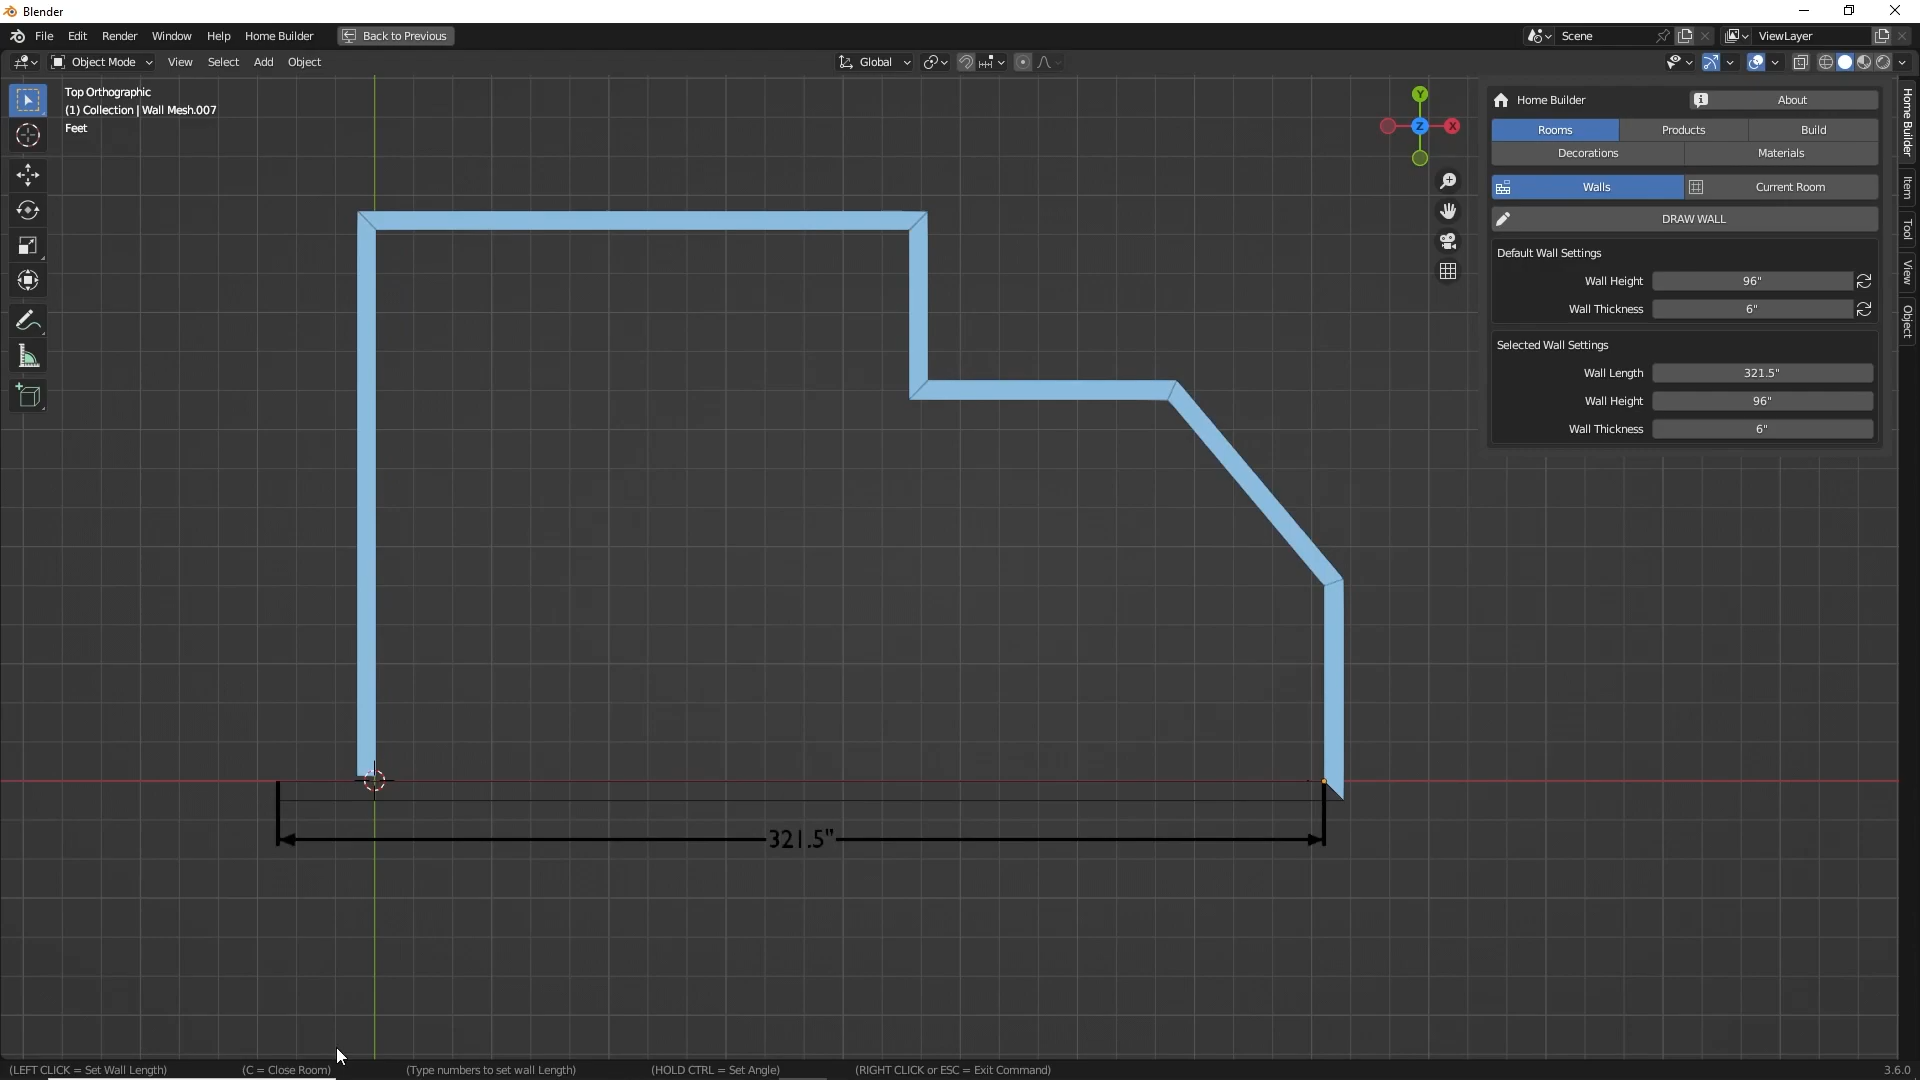 Blender
File Edit Render Window Help Home Builder Back to Previous Scene ViewLayer
Object Mode View Select Add Object Global
Top Orthographic
(1) Collection | Wall Mesh.007
Feet
Y
Z
X
Home Builder About
Rooms Products Build
Decorations Materials
Walls Current Room
DRAW WALL
Default Wall Settings
Wall Height 96"
Wall Thickness 6"
Selected Wall Settings
Wall Length 321.5"
Wall Height 96"
Wall Thickness 6"
Home Builder
Item
Tool
View
Object
321.5"
(LEFT CLICK = Set Wall Length) (C = Close Room) (Type numbers to set wall Length) (HOLD CTRL = Set Angle) (RIGHT CLICK or ESC = Exit Command) 3.6.0